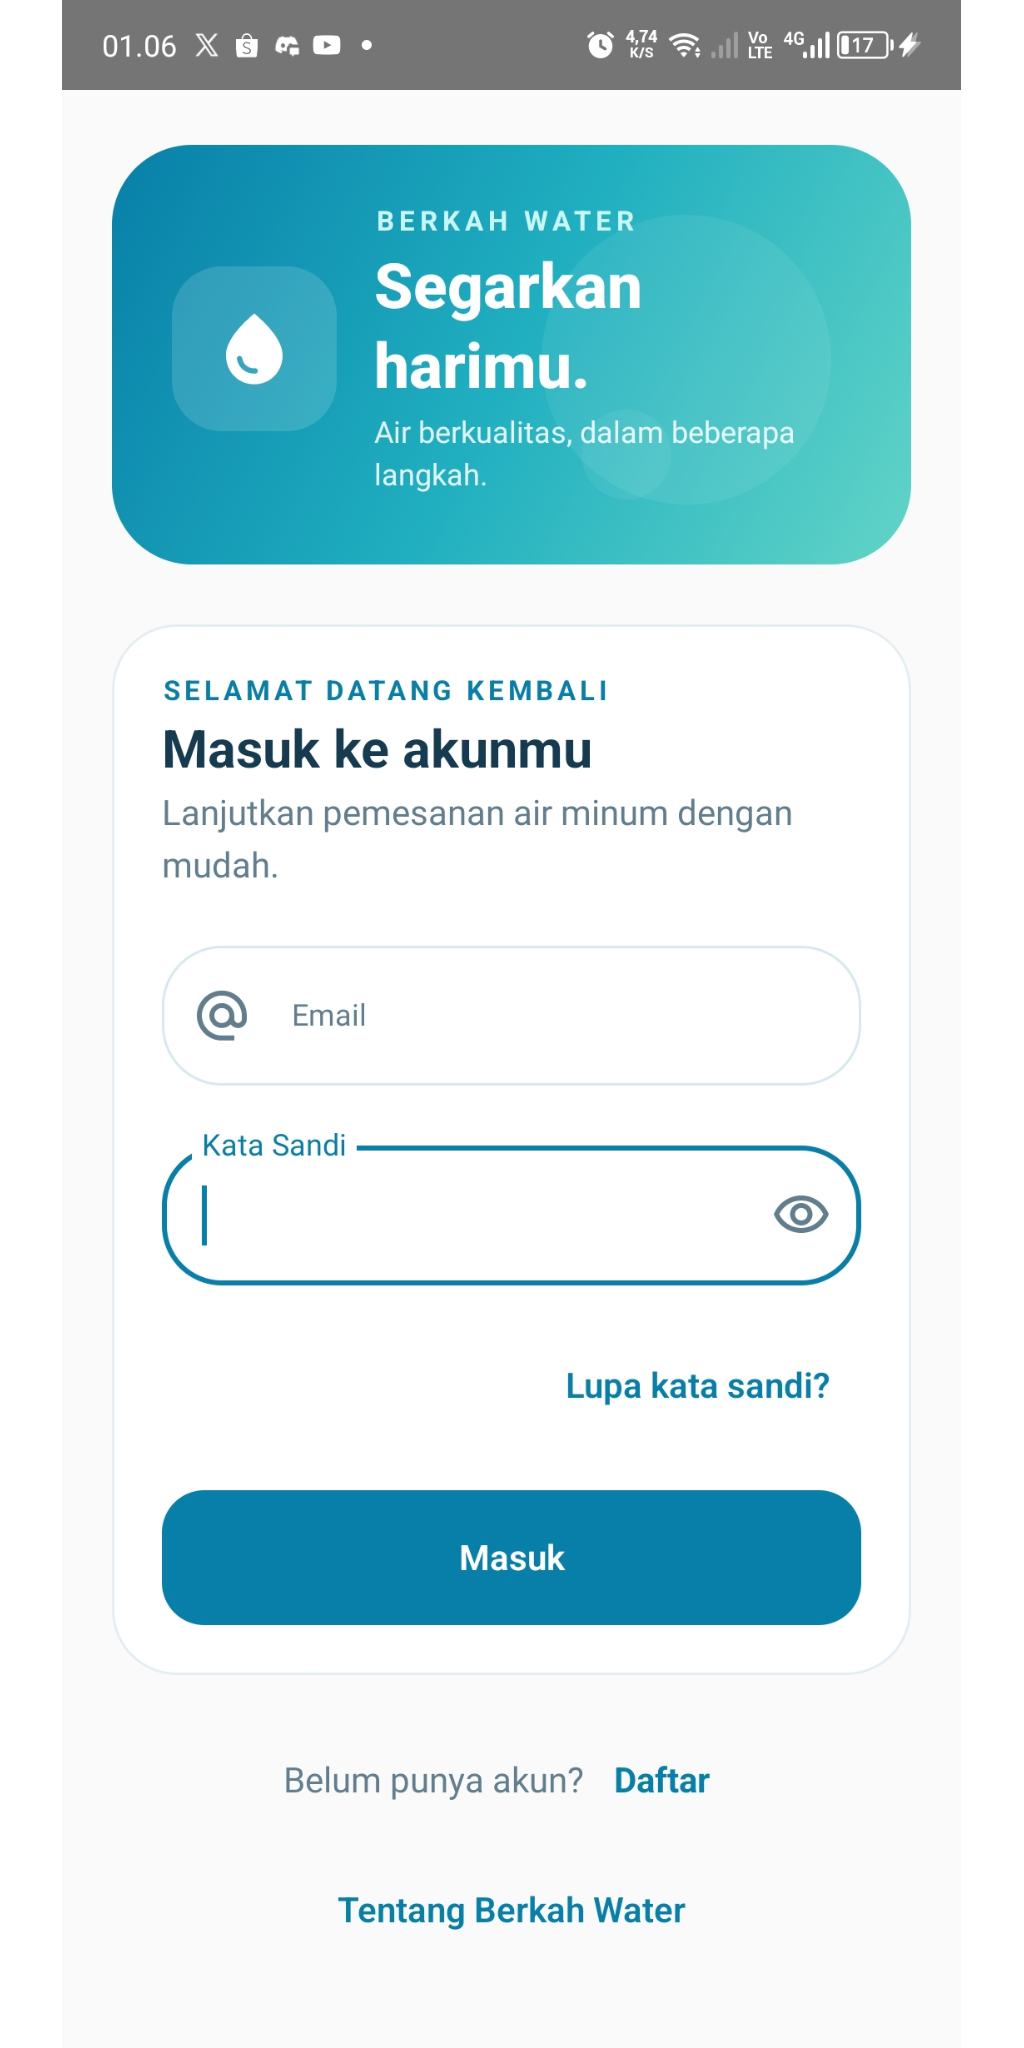 01.06
4,74 K/S
Vo LTE
4G
17
BERKAH WATER
Segarkan
harimu.
Air berkualitas, dalam beberapa
langkah.
SELAMAT DATANG KEMBALI
Masuk ke akunmu
Lanjutkan pemesanan air minum dengan
mudah.
Email
Kata Sandi
Lupa kata sandi?
Masuk
Belum punya akun? Daftar
Tentang Berkah Water